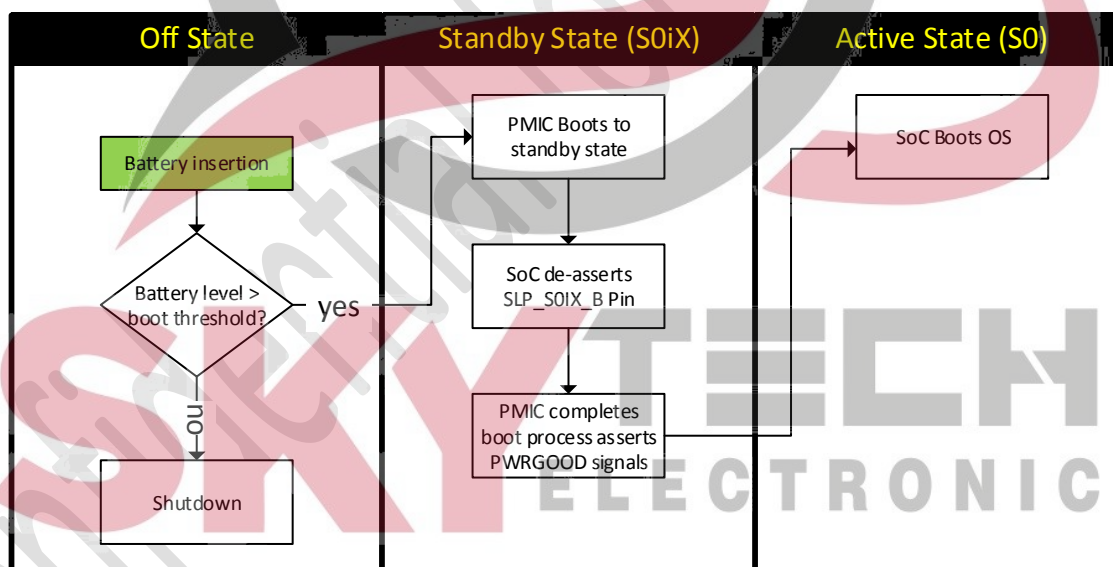 Off State
Standby State (S0iX)
Active State (S0)
Battery insertion
Battery level >
boot threshold?
yes
no
Shutdown
PMIC Boots to
standby state
SoC de-asserts
SLP_S0IX_B Pin
PMIC completes
boot process asserts
PWRGOOD signals
SoC Boots OS
SKYTECH
ELECTRONIC